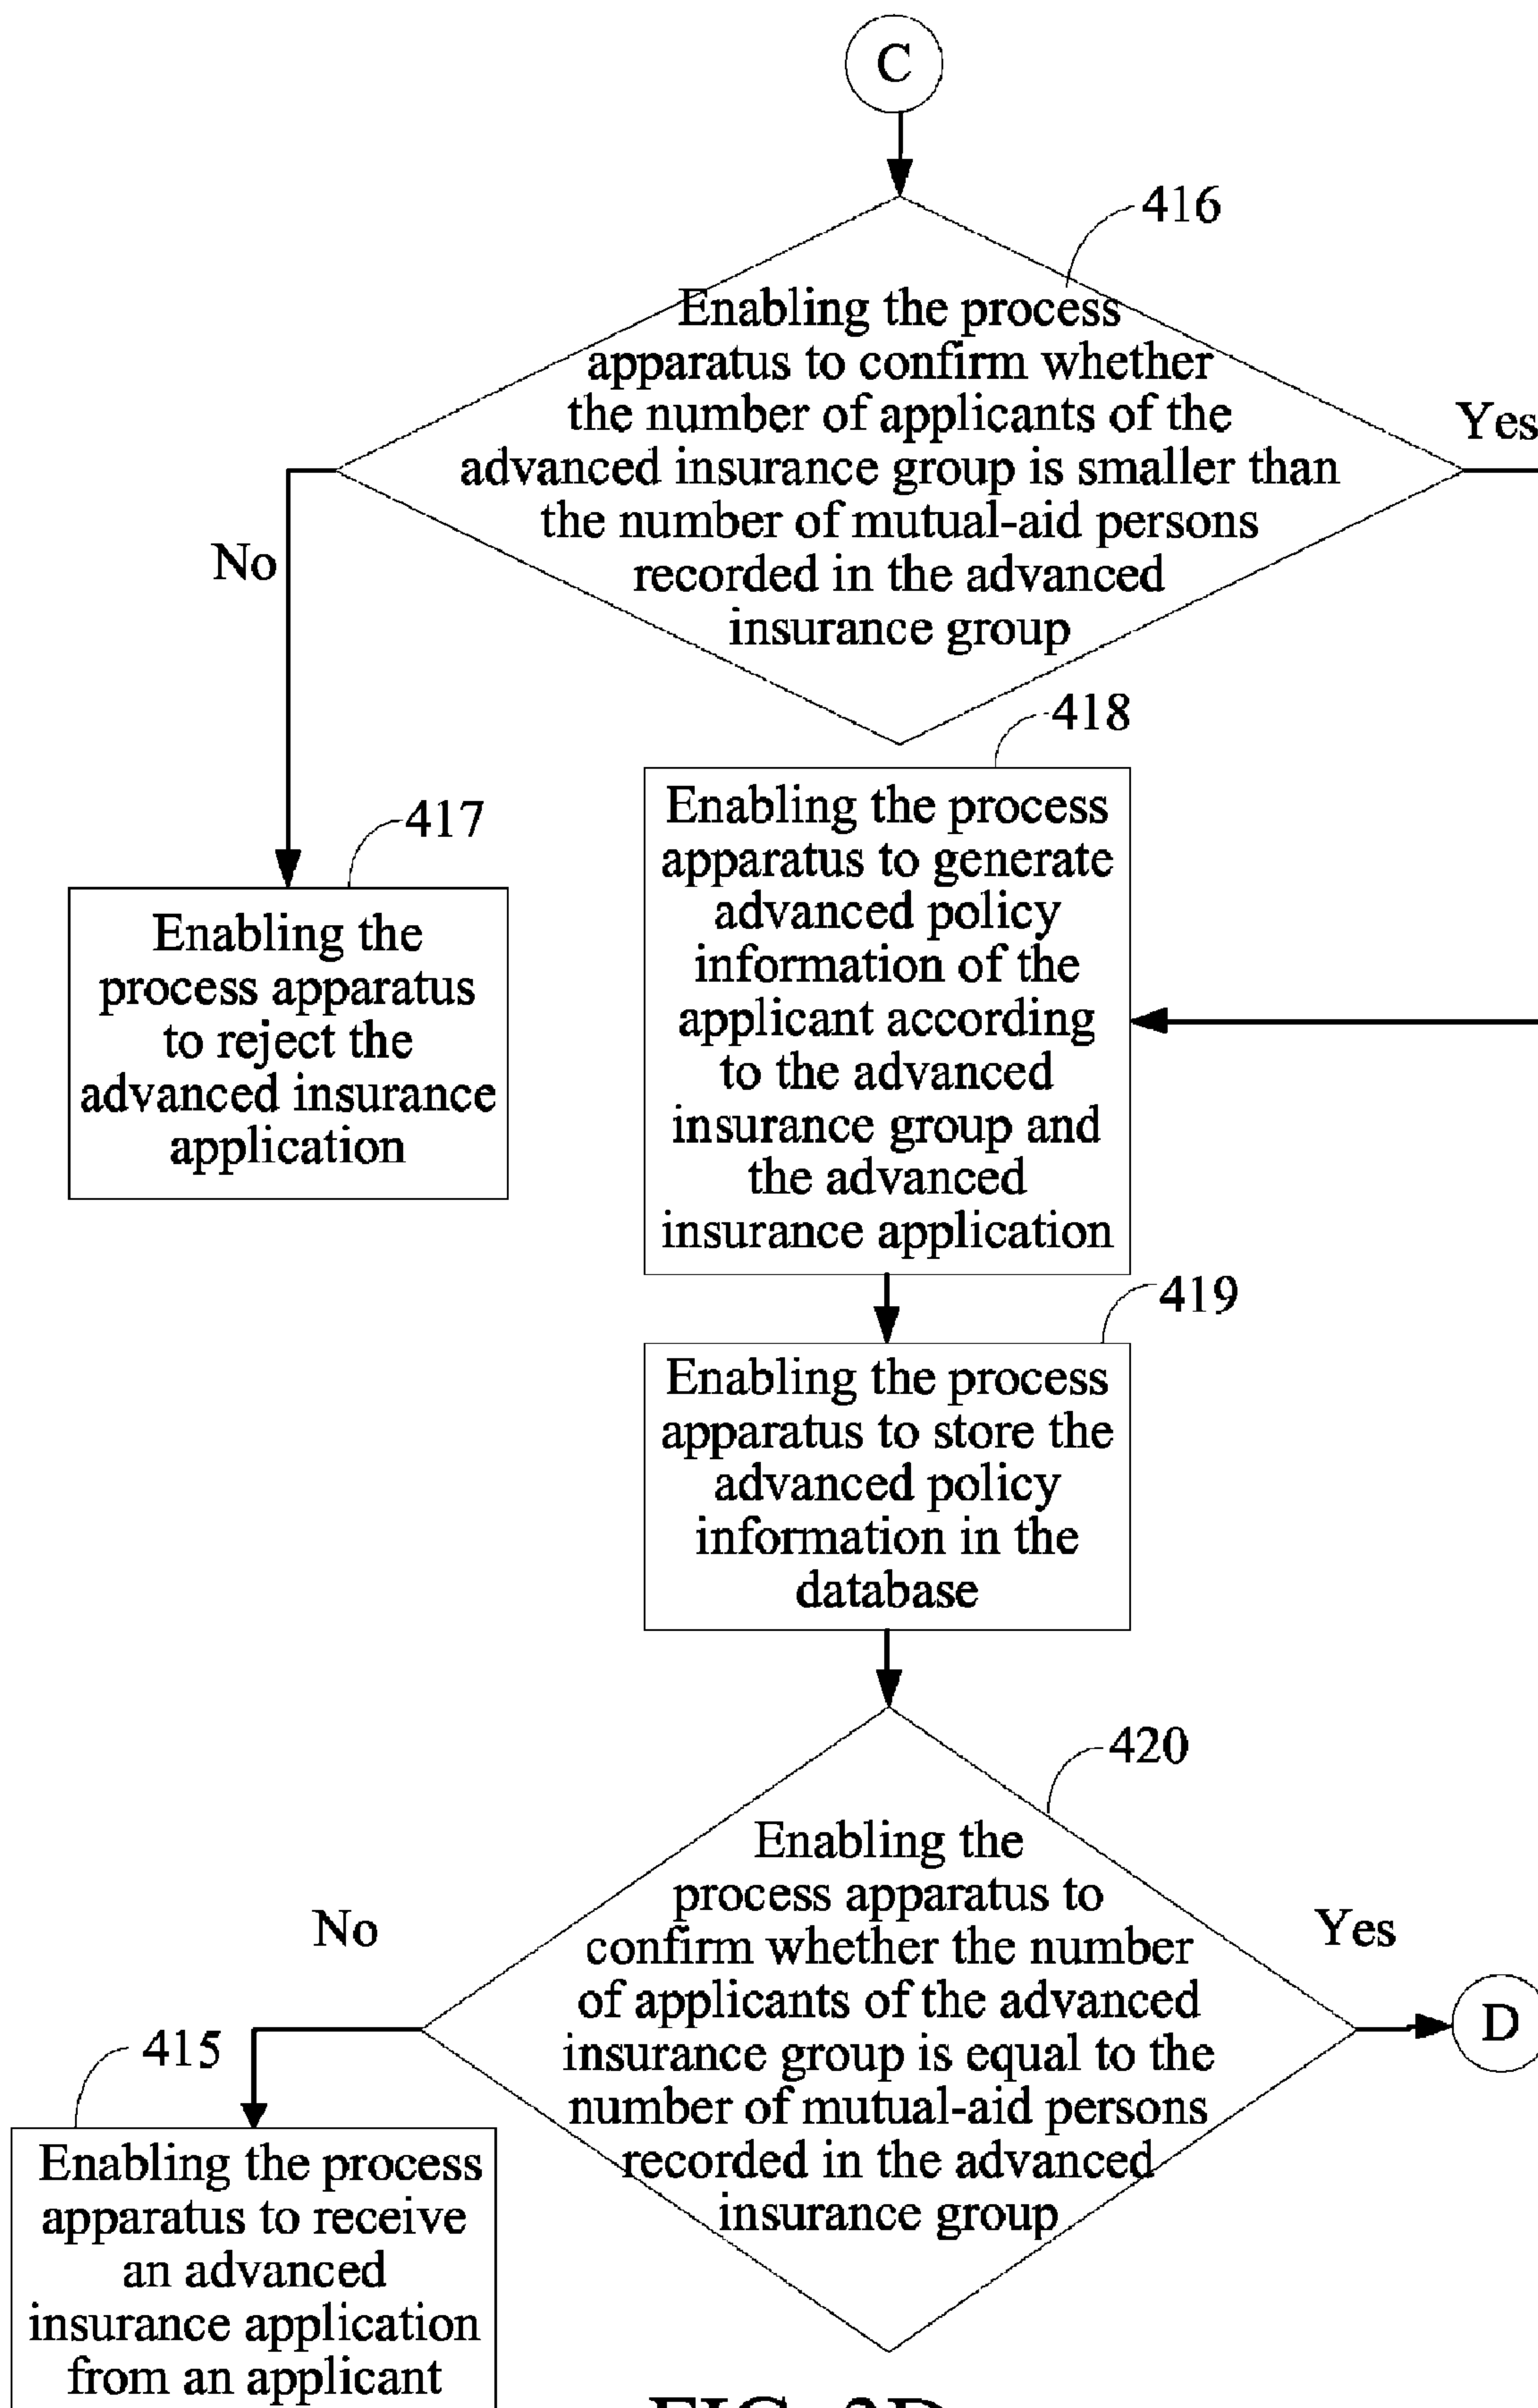 C
416
Enabling the process
apparatus to confirm whether
the number of applicants of the
advanced insurance group is smaller than
the number of mutual-aid persons
recorded in the advanced
insurance group
Yes
No
418
Enabling the process
apparatus to generate
advanced policy
information of the
applicant according
to the advanced
insurance group and
the advanced
insurance application
417
Enabling the
process apparatus
to reject the
advanced insurance
application
419
Enabling the process
apparatus to store the
advanced policy
information in the
database
420
Enabling the
process apparatus to
confirm whether the number
of applicants of the advanced
insurance group is equal to the
number of mutual-aid persons
recorded in the advanced
insurance group
No
Yes
D
415
Enabling the process
apparatus to receive
an advanced
insurance application
from an applicant